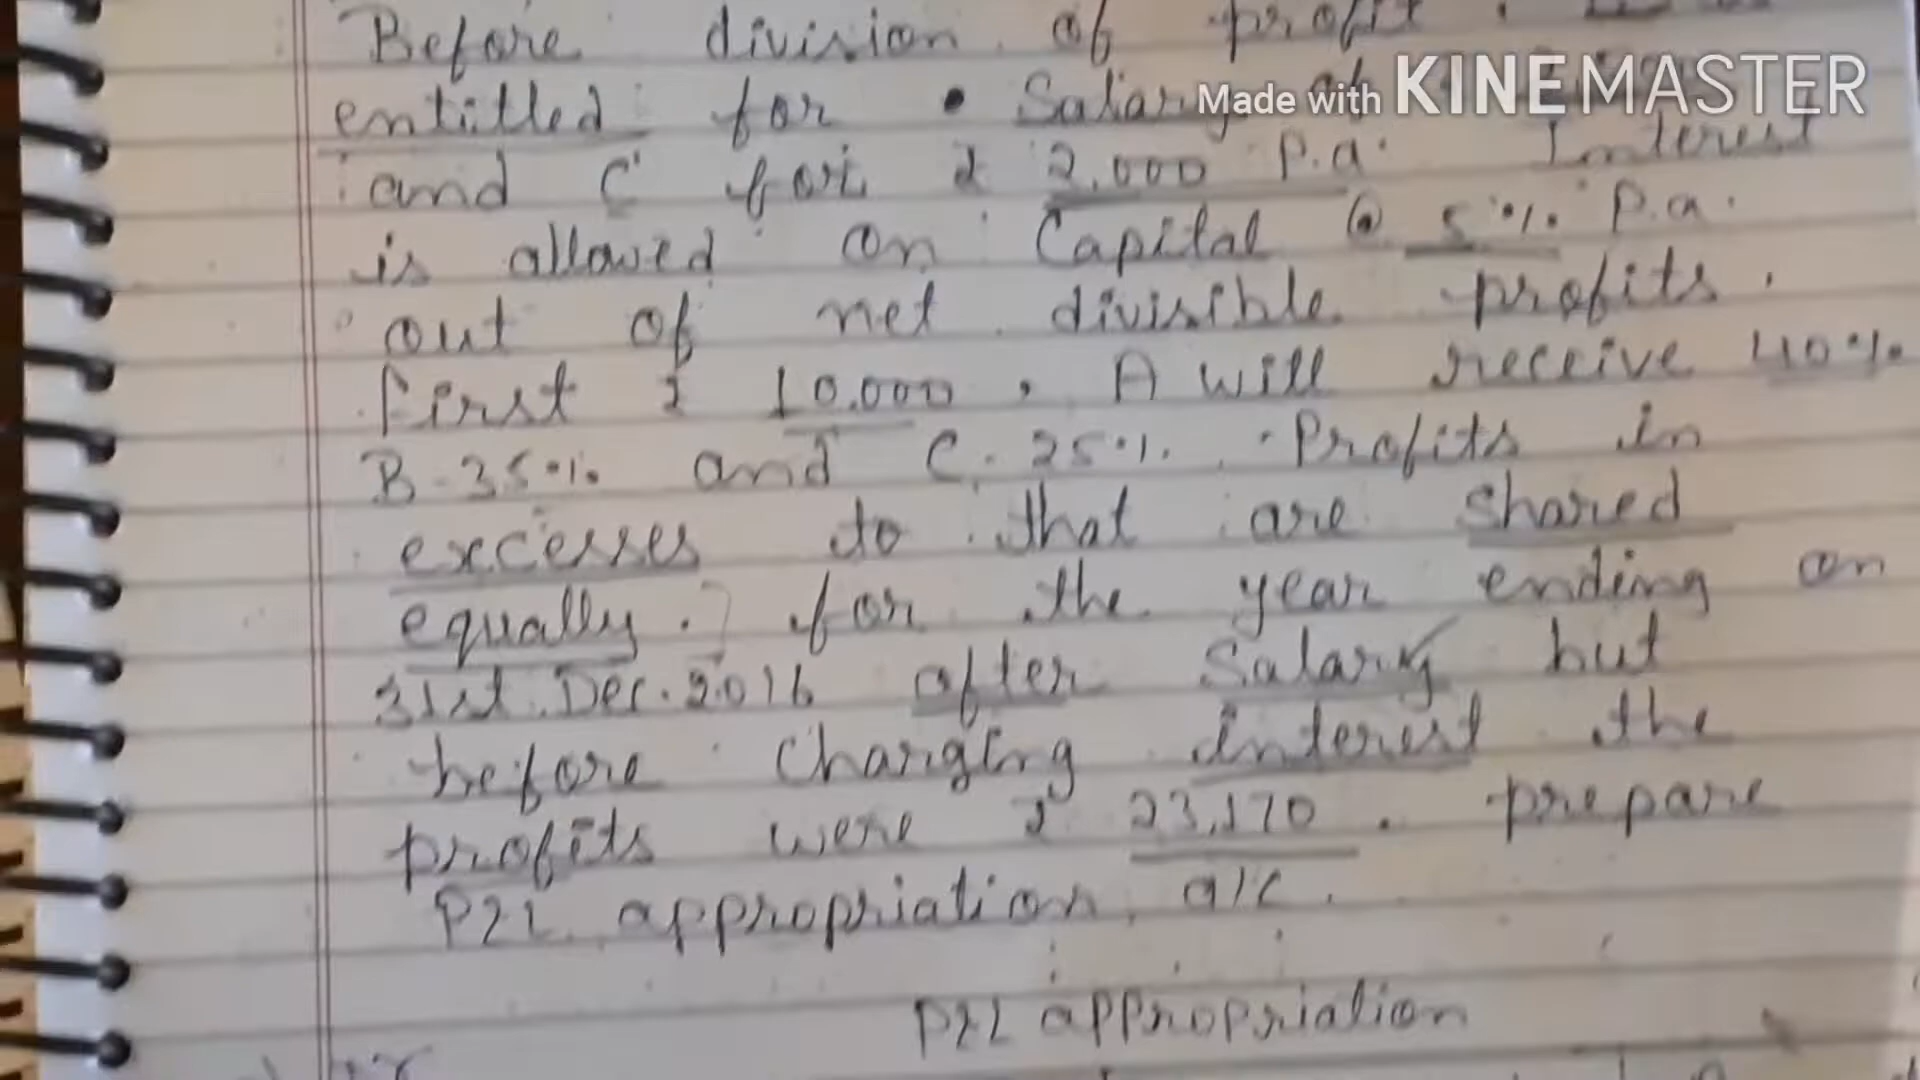 Before division of profit.
entitled for Salary of
Made with KINEMASTER
and C for ₹ 2,000 P.a. Interest
is allowed on Capital @ 5% P.a.
out of net divisible profits.
first ₹ 10,000, A will receive 40%
B-35% and C. 25%. Profits in
excesses to that are shared
equally. for the year ending on
31st Dec. 2016 after Salary but
before Charging interest the
profits were ₹ 23,170. prepare
P&L appropriation a/c.
P&L appropriation